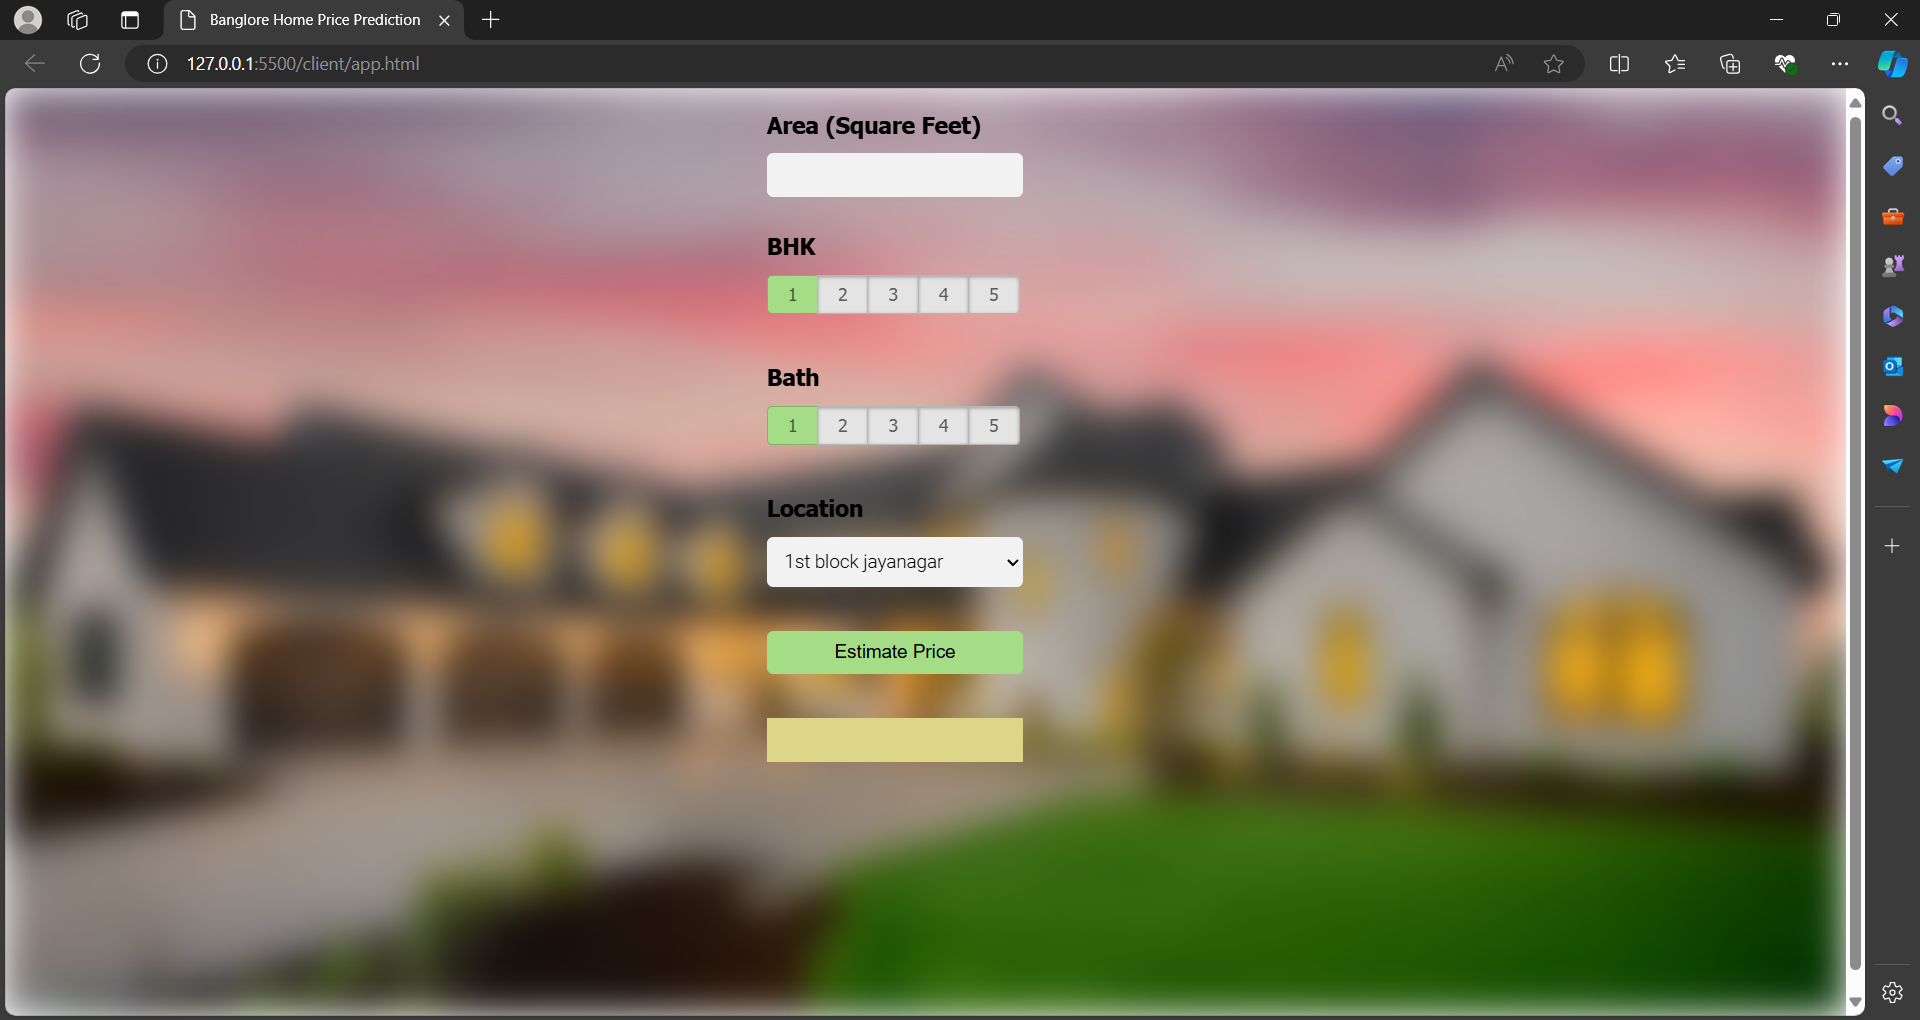 Banglore Home Price Prediction
127.0.0.1:5500/client/app.html
Area (Square Feet)
BHK
1 2 3 4 5
Bath
1 2 3 4 5
Location
1st block jayanagar
Estimate Price